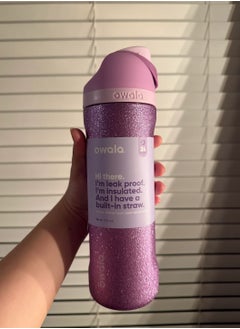 owala
owala.
Hi there.
I'm leak proof.
I'm insulated.
And I have a
built-in straw.